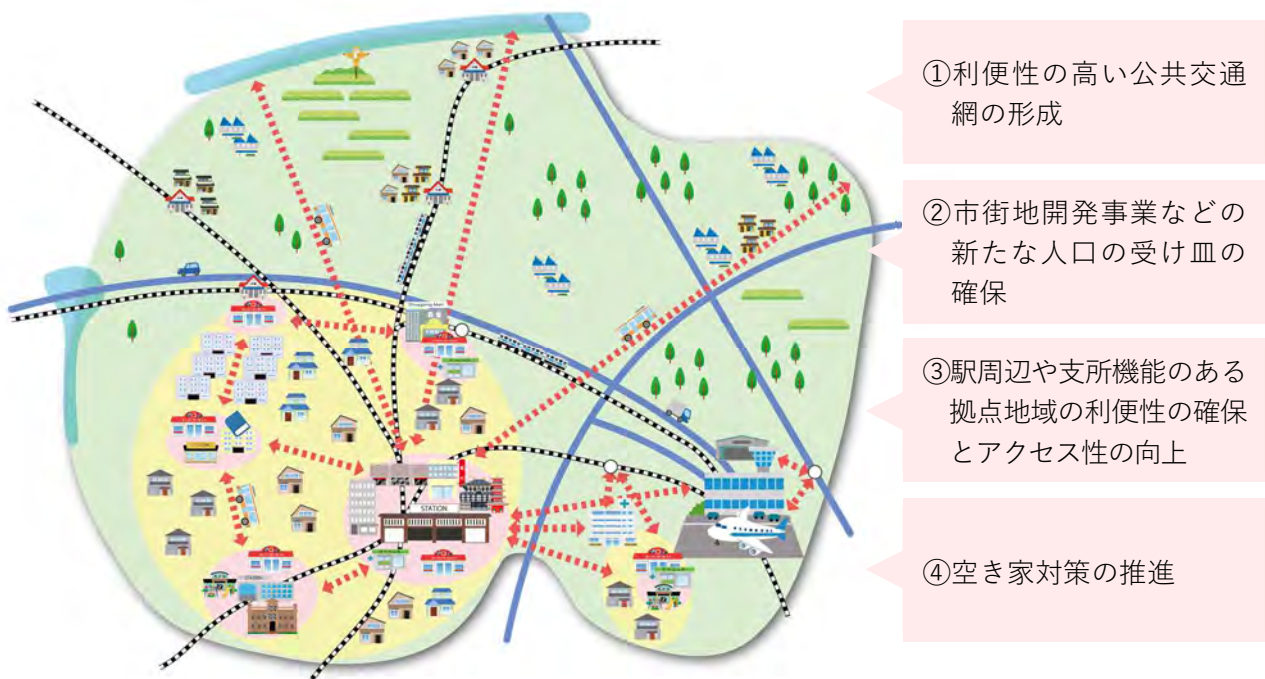 ①利便性の高い公共交通
網の形成
②市街地開発事業などの
新たな人口の受け皿の
確保
③駅周辺や支所機能のある
拠点地域の利便性の確保
とアクセス性の向上
④空き家対策の推進
Shopping Mall
STATION